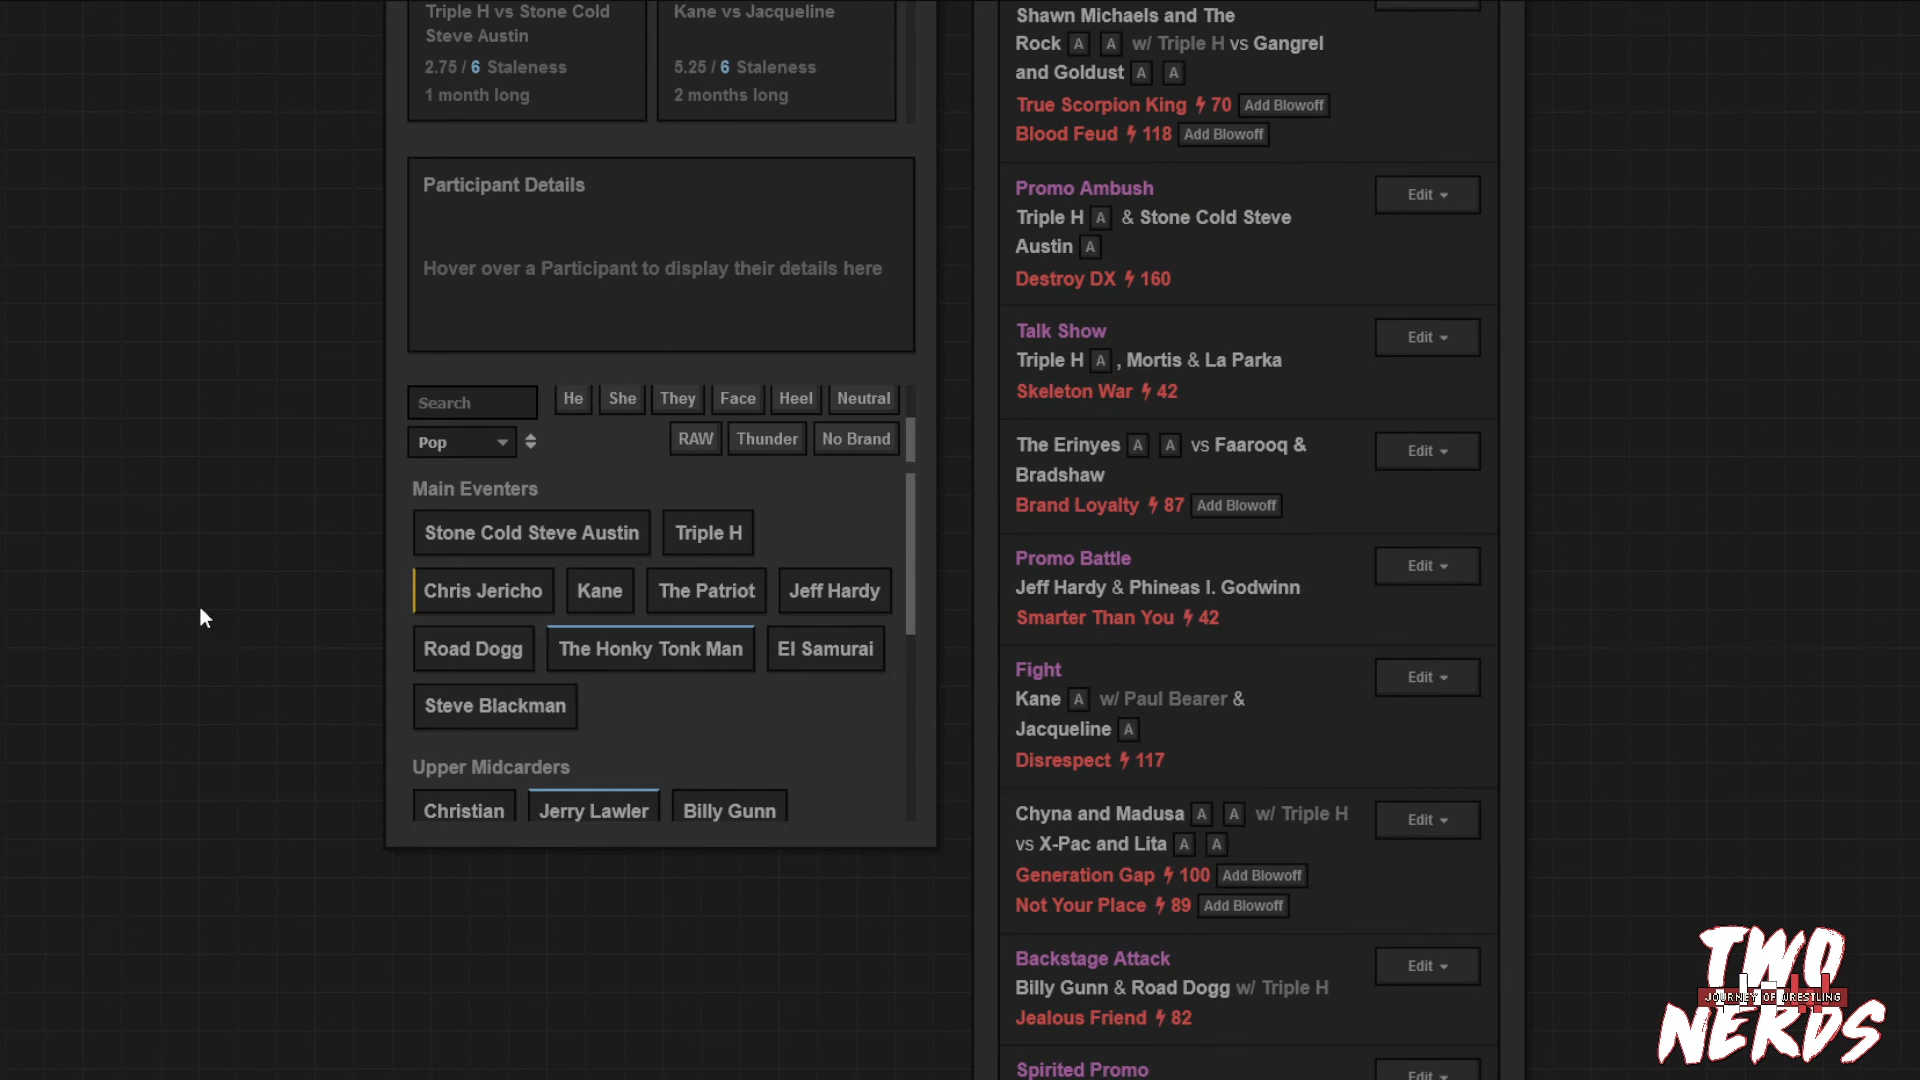 Triple H vs Stone Cold
Steve Austin
2.75 / 6 Staleness
1 month long
Kane vs Jacqueline
5.25 / 6 Staleness
2 months long
Participant Details
Hover over a Participant to display their details here
Search
He She They Face Heel Neutral
Pop
RAW Thunder No Brand
Main Eventers
Stone Cold Steve Austin Triple H
Chris Jericho Kane The Patriot Jeff Hardy
Road Dogg The Honky Tonk Man El Samurai
Steve Blackman
Upper Midcarders
Christian Jerry Lawler Billy Gunn
Shawn Michaels and The
Rock A A w/ Triple H vs Gangrel
and Goldust A A
True Scorpion King 70 Add Blowoff
Blood Feud 118 Add Blowoff
Promo Ambush
Edit
Triple H A & Stone Cold Steve
Austin A
Destroy DX 160
Talk Show
Edit
Triple H A , Mortis & La Parka
Skeleton War 42
The Erinyes A A vs Faarooq &
Bradshaw
Edit
Brand Loyalty 87 Add Blowoff
Promo Battle
Edit
Jeff Hardy & Phineas I. Godwinn
Smarter Than You 42
Fight
Edit
Kane A w/ Paul Bearer &
Jacqueline A
Disrespect 117
Chyna and Madusa A A w/ Triple H
vs X-Pac and Lita A A
Edit
Generation Gap 100 Add Blowoff
Not Your Place 89 Add Blowoff
Backstage Attack
Edit
Billy Gunn & Road Dogg w/ Triple H
Jealous Friend 82
Spirited Promo
Edit
TWO
JOURNEY OF WRESTLING
NERDS